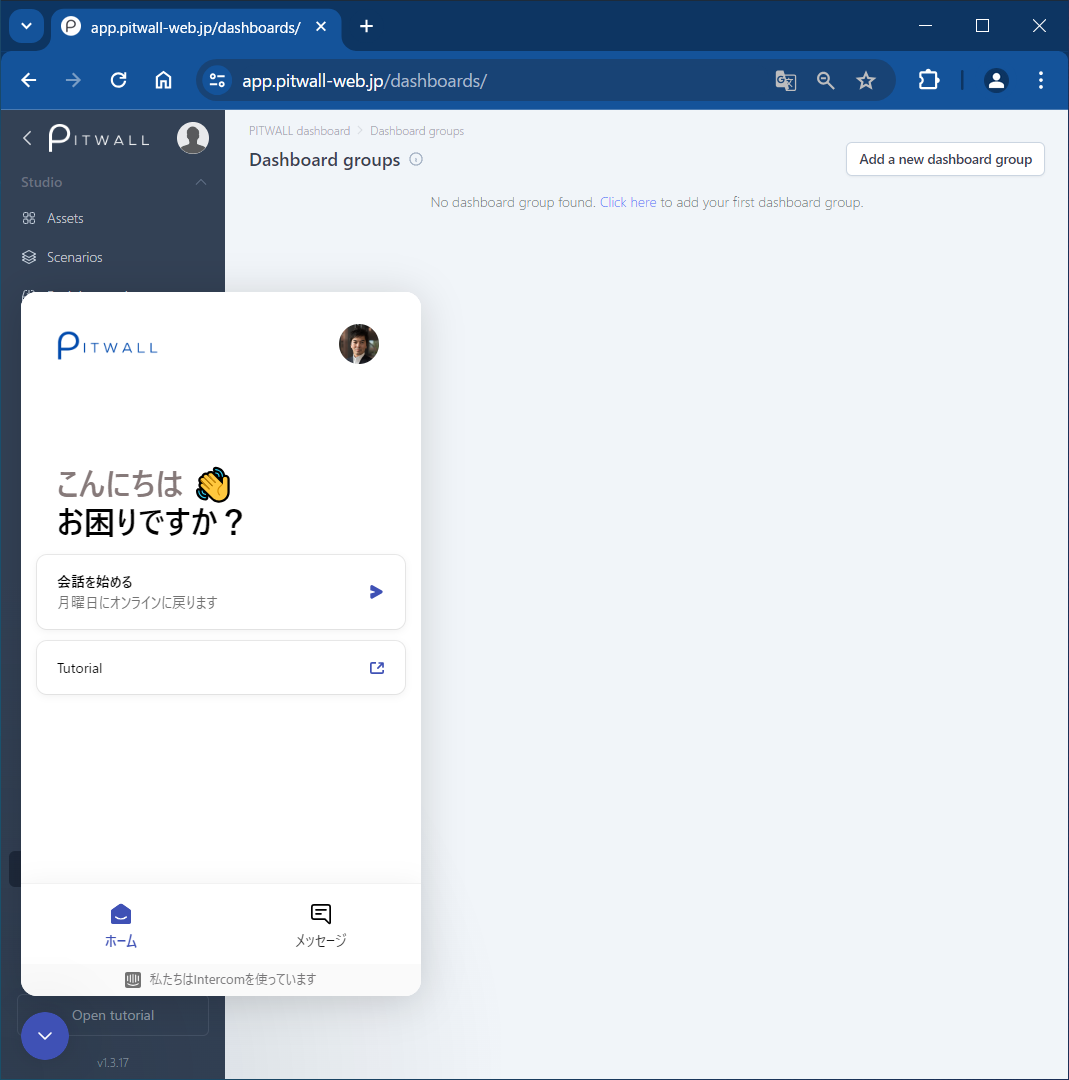 app.pitwall-web.jp/dashboards/
app.pitwall-web.jp/dashboards/
PITWALL
PITWALL dashboard > Dashboard groups
Dashboard groups
Add a new dashboard group
Studio
No dashboard group found. Click here to add your first dashboard group.
Assets
Scenarios
PITWALL
こんにちは 👋
お困りですか？
会話を始める
月曜日にオンラインに戻ります
Tutorial
ホーム
メッセージ
私たちはIntercomを使っています
Open tutorial
v1.3.17